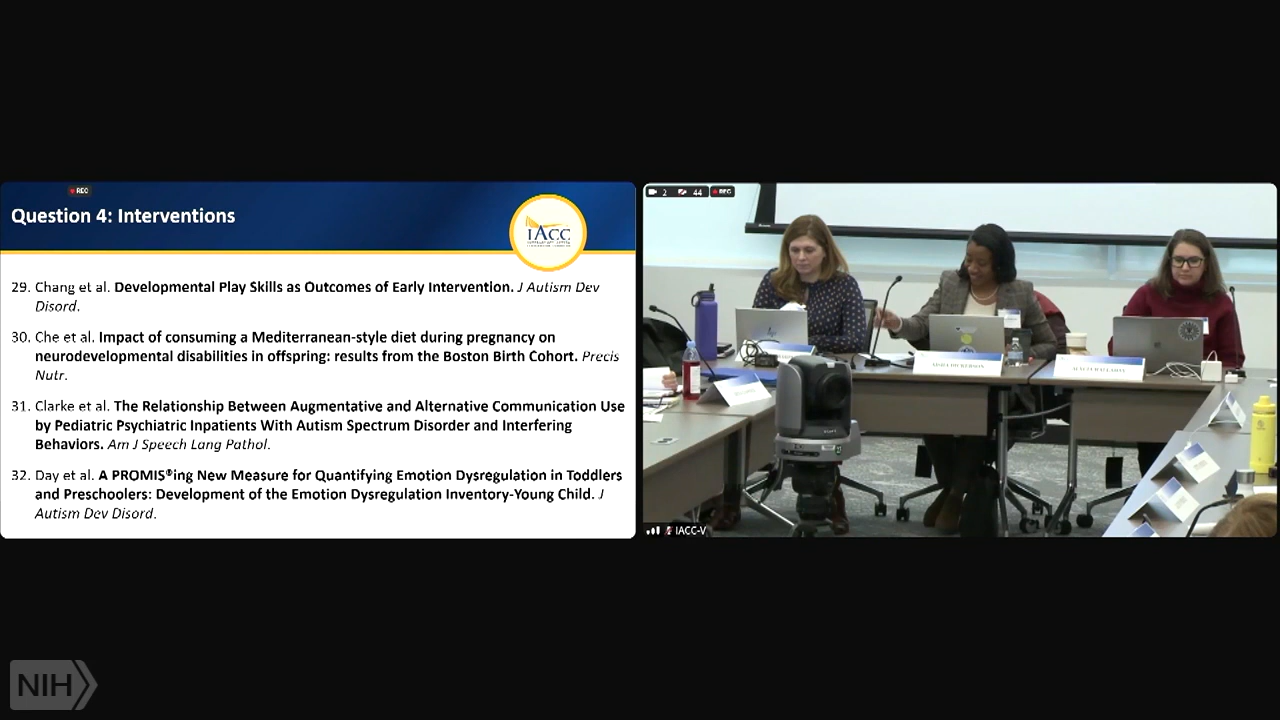 REC
Question 4: Interventions
IACC
29. Chang et al. Developmental Play Skills as Outcomes of Early Intervention. J Autism Dev
Disord.
30. Che et al. Impact of consuming a Mediterranean-style diet during pregnancy on
neurodevelopmental disabilities in offspring: results from the Boston Birth Cohort. Precis
Nutr.
31. Clarke et al. The Relationship Between Augmentative and Alternative Communication Use
by Pediatric Psychiatric Inpatients With Autism Spectrum Disorder and Interfering
Behaviors. Am J Speech Lang Pathol.
32. Day et al. A PROMIS®ing New Measure for Quantifying Emotion Dysregulation in Toddlers
and Preschoolers: Development of the Emotion Dysregulation Inventory-Young Child. J
Autism Dev Disord.
2 44 REC
IACC-V
NIH